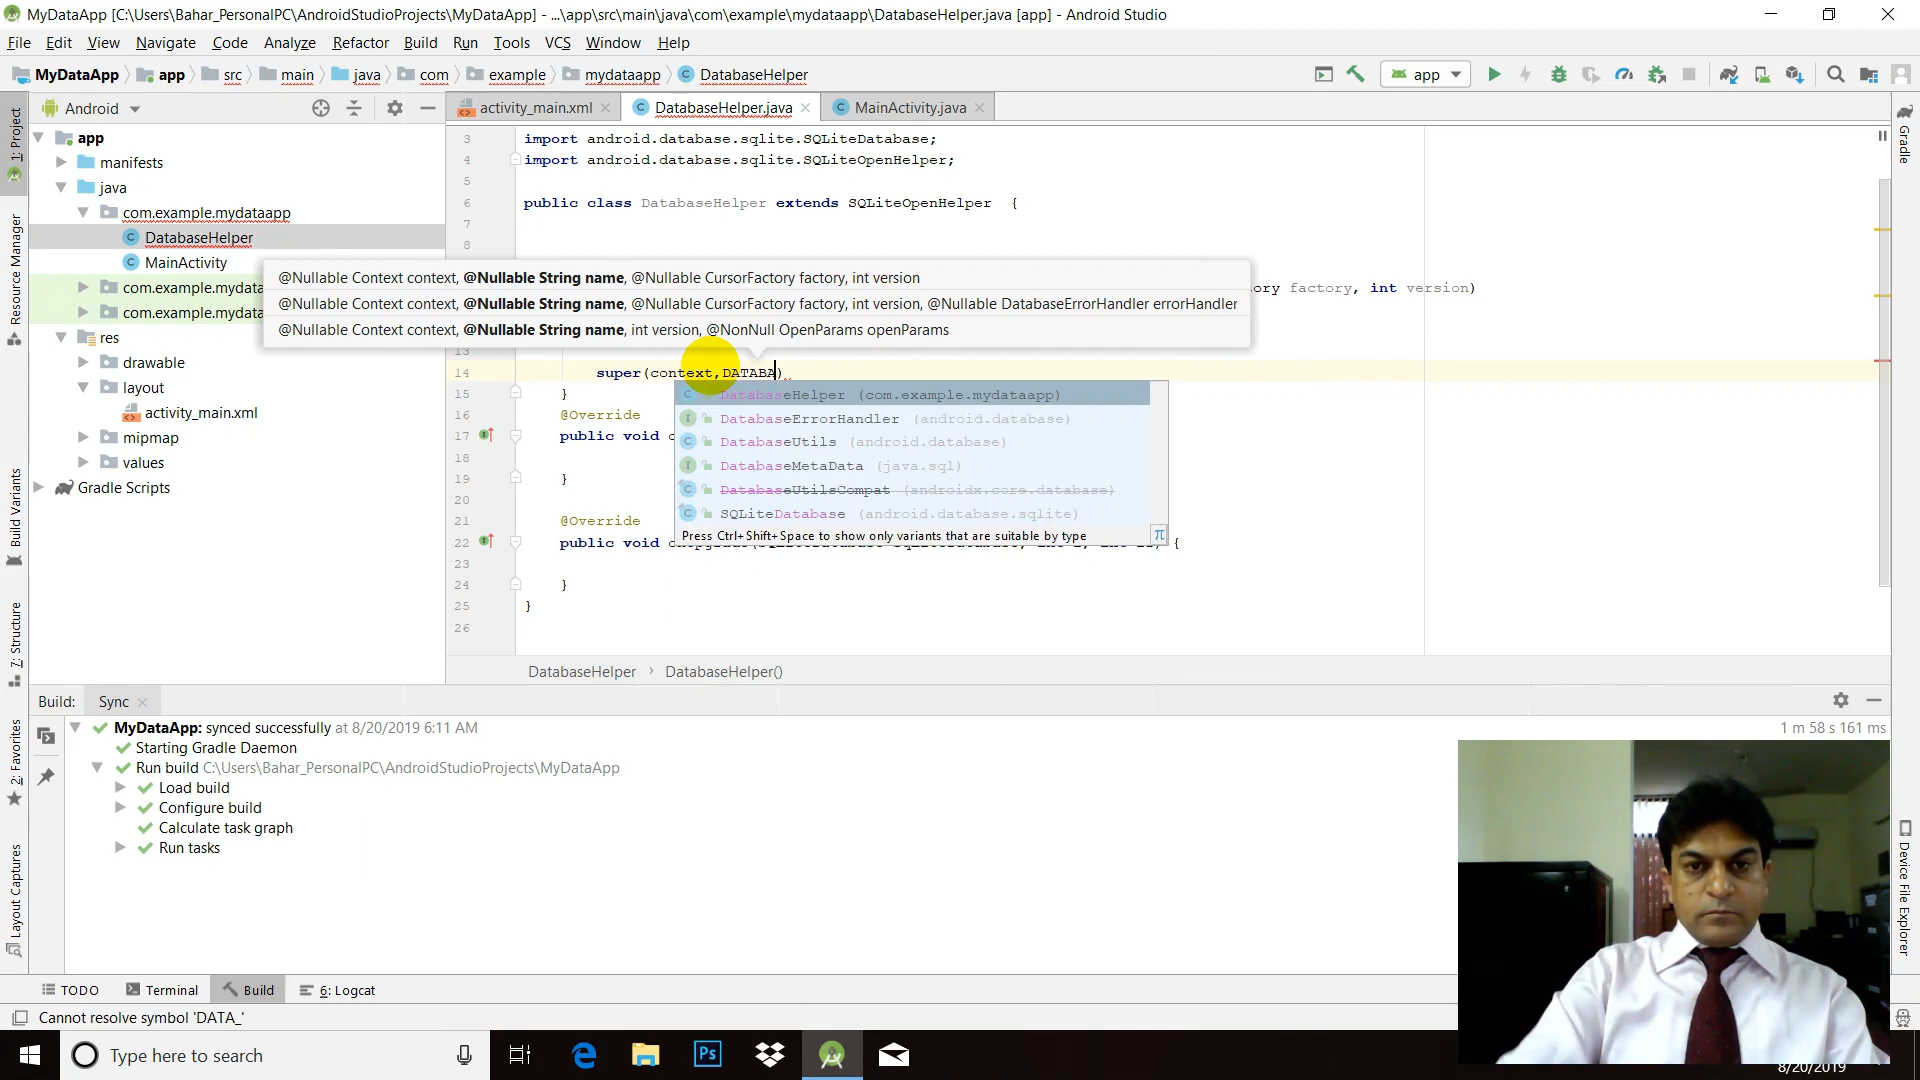 MyDataApp [C:\Users\Bahar_PersonalPC\AndroidStudioProjects\MyDataApp] - ...\app\src\main\java\com\example\mydataapp\DatabaseHelper.java [app] - Android Studio
File Edit View Navigate Code Analyze Refactor Build Run Tools VCS Window Help
MyDataApp app src main java com example mydataapp DatabaseHelper app
Android activity_main.xml DatabaseHelper.java MainActivity.java
1: Project
Resource Manager
Build Variants
7: Structure
2: Favorites
Layout Captures
app
manifests
java
com.example.mydataapp
DatabaseHelper
MainActivity
com.example.mydata
com.example.mydata
res
drawable
layout
activity_main.xml
mipmap
values
Gradle Scripts
3 import android.database.sqlite.SQLiteDatabase;
4 import android.database.sqlite.SQLiteOpenHelper;
5
6 public class DatabaseHelper extends SQLiteOpenHelper {
7
8
@Nullable Context context, @Nullable String name, @Nullable CursorFactory factory, int version
ory factory, int version)
@Nullable Context context, @Nullable String name, @Nullable CursorFactory factory, int version, @Nullable DatabaseErrorHandler errorHandler
@Nullable Context context, @Nullable String name, int version, @NonNull OpenParams openParams
13
14 super(context,DATABA)
15 }
DatabaseHelper (com.example.mydataapp)
16 @Override
DatabaseErrorHandler (android.database)
17 public void
DatabaseUtils (android.database)
18
DatabaseMetaData (java.sql)
19 }
DatabaseUtilsCompat (androidx.core.database)
20
SQLiteDatabase (android.database.sqlite)
21 @Override
Press Ctrl+Shift+Space to show only variants that are suitable by type π
22 public void {
23
24 }
25 }
26
DatabaseHelper › DatabaseHelper()
Gradle
Device File Explorer
Build: Sync
MyDataApp: synced successfully at 8/20/2019 6:11 AM 1 m 58 s 161 ms
Starting Gradle Daemon
Run build C:\Users\Bahar_PersonalPC\AndroidStudioProjects\MyDataApp
Load build
Configure build
Calculate task graph
Run tasks
TODO Terminal Build 6: Logcat
Cannot resolve symbol 'DATA_'
Type here to search Ps
8/20/2019